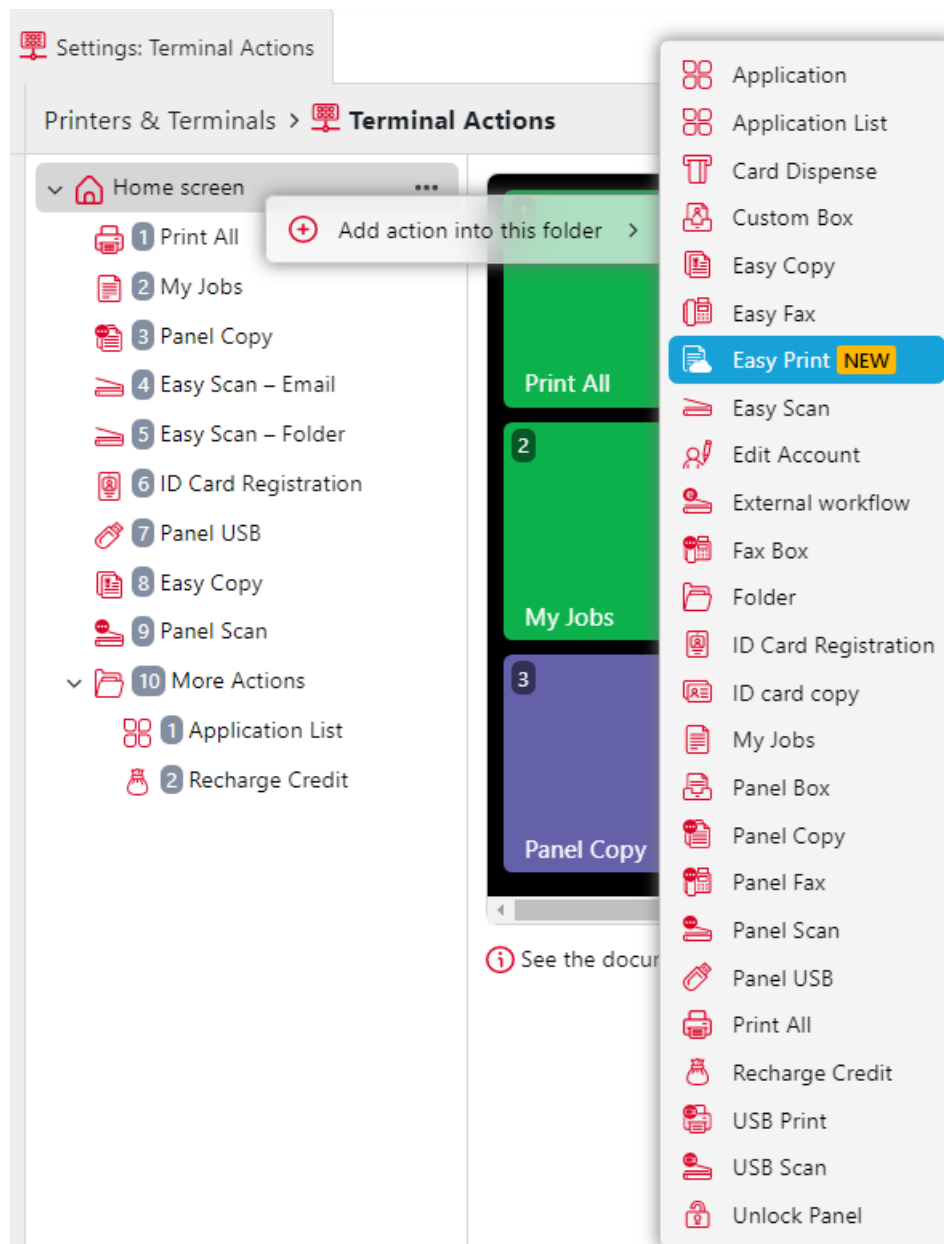 Settings: Terminal Actions
Printers & Terminals > Terminal Actions
Home screen
1 Print All
2 My Jobs
3 Panel Copy
4 Easy Scan – Email
5 Easy Scan – Folder
6 ID Card Registration
7 Panel USB
8 Easy Copy
9 Panel Scan
10 More Actions
1 Application List
2 Recharge Credit
Add action into this folder >
1
Print All
2
My Jobs
3
Panel Copy
See the docu
Application
Application List
Card Dispense
Custom Box
Easy Copy
Easy Fax
Easy Print NEW
Easy Scan
Edit Account
External workflow
Fax Box
Folder
ID Card Registration
ID card copy
My Jobs
Panel Box
Panel Copy
Panel Fax
Panel Scan
Panel USB
Print All
Recharge Credit
USB Print
USB Scan
Unlock Panel